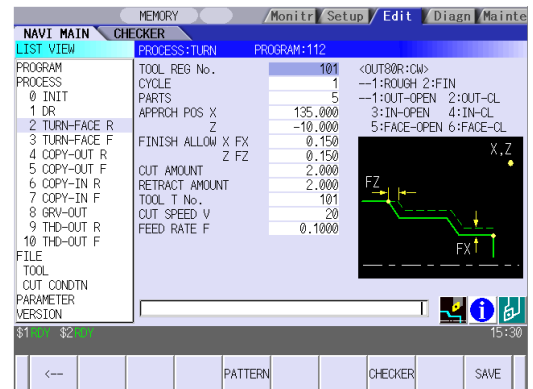 MEMORY Monitr Setup Edit Diagn Mainte
NAVI MAIN CHECKER
LIST VIEW PROCESS:TURN PROGRAM:112
PROGRAM
PROCESS
0 INIT
1 DR
2 TURN-FACE R
3 TURN-FACE F
4 COPY-OUT R
5 COPY-OUT F
6 COPY-IN R
7 COPY-IN F
8 GRV-OUT
9 THD-OUT R
10 THD-OUT F
FILE
TOOL
CUT CONDTN
PARAMETER
VERSION
TOOL REG No. 101
CYCLE 1
PARTS 5
APPRCH POS X 135.000
Z -10.000
FINISH ALLOW X FX 0.150
Z FZ 0.150
CUT AMOUNT 2.000
RETRACT AMOUNT 2.000
TOOL T No. 101
CUT SPEED V 20
FEED RATE F 0.1000
<OUT80R:CW>
--1:ROUGH 2:FIN
--1:OUT-OPEN 2:OUT-CL
3:IN-OPEN 4:IN-CL
5:FACE-OPEN 6:FACE-CL
X,Z
FZ
FX
$1 RDY $2 RDY 15:30
<-- PATTERN CHECKER SAVE